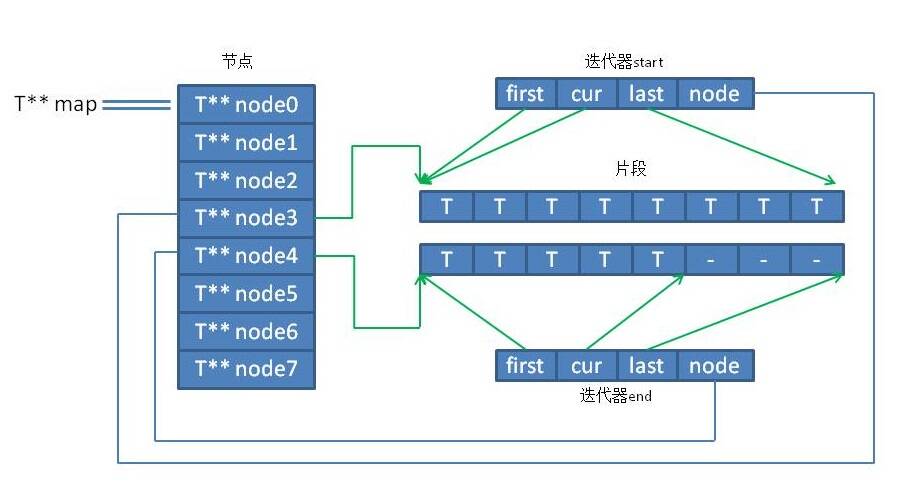 节点
T** map
T** node0
T** node1
T** node2
T** node3
T** node4
T** node5
T** node6
T** node7
迭代器start
first cur last node
片段
T T T T T T T T
T T T T T - - -
first cur last node
迭代器end